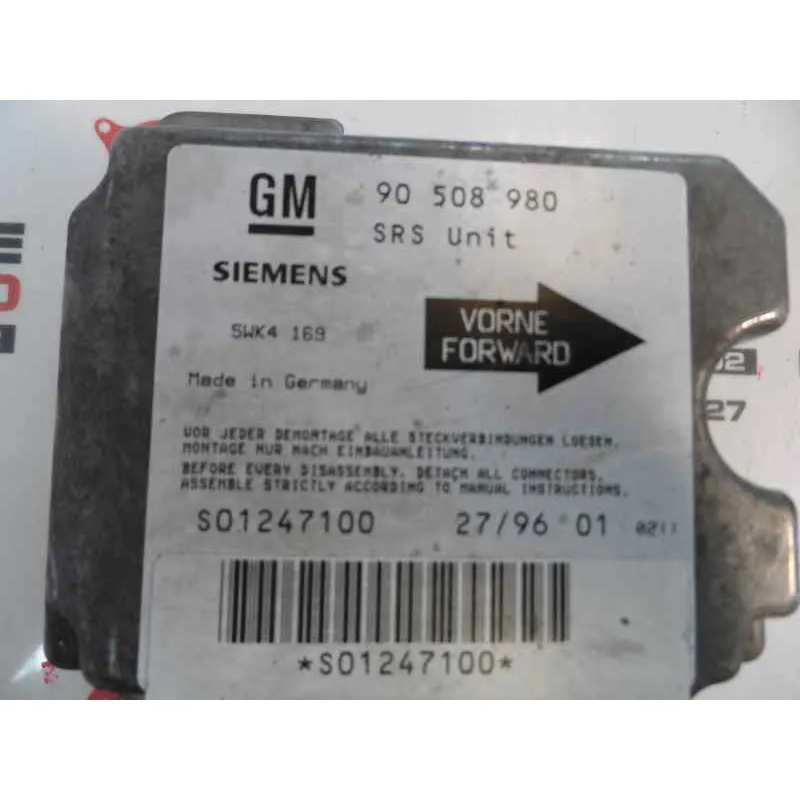 GM 90 508 980
SRS Unit
SIEMENS
5WK4 169
VORNE
FORWARD
Made in Germany
VOR JEDER DEMONTAGE ALLE STECKVERBINDUNGEN LOESEN.
MONTAGE NUR NACH EINBAUANLEITUNG.
BEFORE EVERY DISASSEMBLY. DETACH ALL CONNECTORS.
ASSEMBLE STRICTLY ACCORDING TO MANUAL INSTRUCTIONS.
S01247100 27/96 01
*S01247100*
02
27